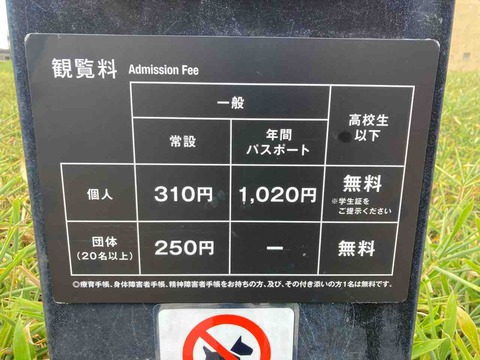 観覧料 Admission Fee
一般
高校生
以下
常設
年間
パスポート
個人
310円
1,020円
無料
※学生証を
ご提示ください
団体
(20名以上)
250円
ー
無料
◎療育手帳、身体障害者手帳、精神障害者手帳をお持ちの方、及び、その付き添いの方1名は無料です。